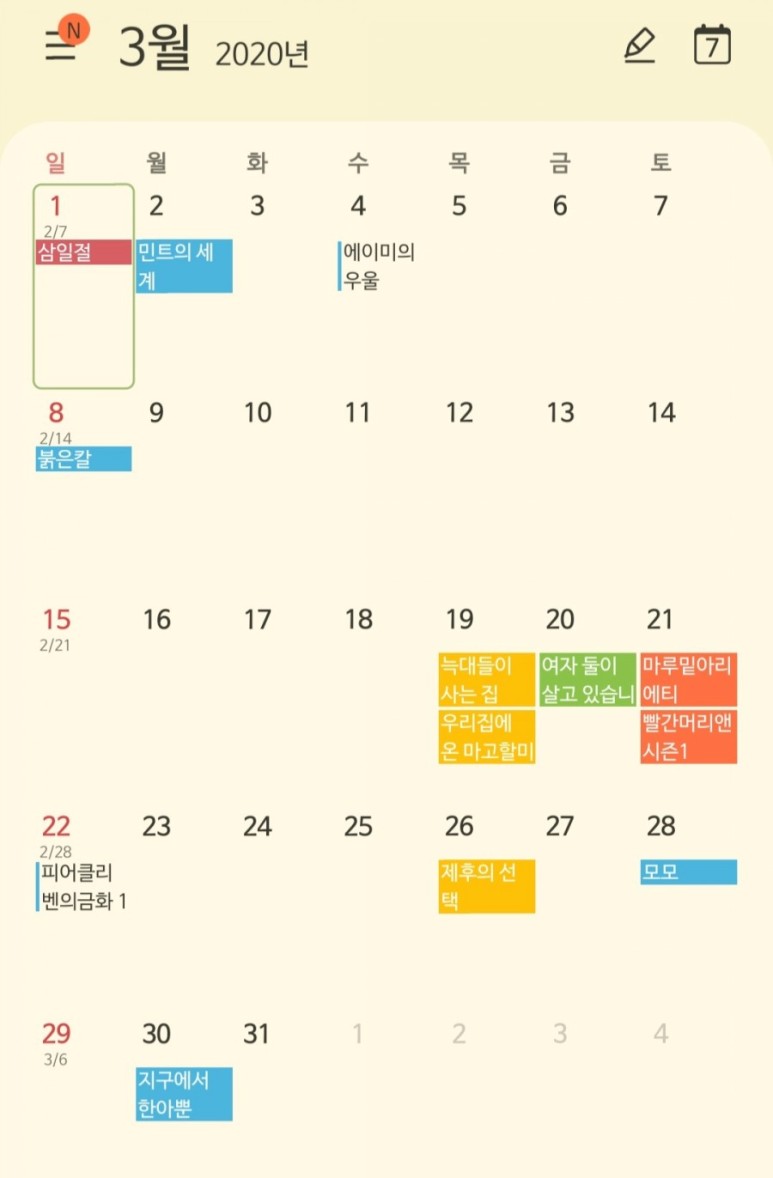 N
3월 2020년
7
일 월 화 수 목 금 토
1 2 3 4 5 6 7
2/7
삼일절 민트의 세 에이미의
계 우울
8 9 10 11 12 13 14
2/14
붉은칼
15 16 17 18 19 20 21
2/21
늑대들이 여자 둘이 마루밑아리
사는 집 살고 있습니 에티
우리집에 빨간머리앤
온 마고할미 시즌1
22 23 24 25 26 27 28
2/28
피어클리 제후의 선 모모
벤의금화 1 택
29 30 31 1 2 3 4
3/6
지구에서
한아뿐